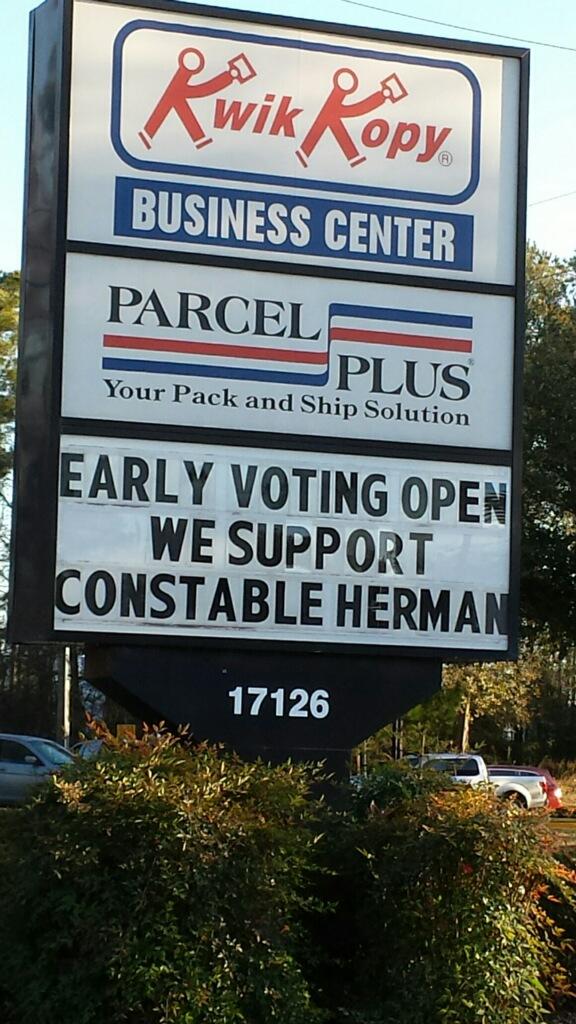 Kwik Kopy®
BUSINESS CENTER
PARCEL
PLUS®
Your Pack and Ship Solution
EARLY VOTING OPEN
WE SUPPORT
CONSTABLE HERMAN
17126